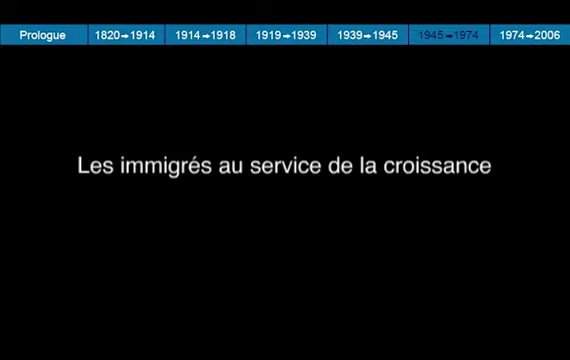 Prologue 1820→1914 1914→1918 1919→1939 1939→1945 1945→1974 1974→2006
Les immigrés au service de la croissance